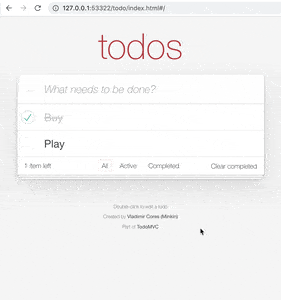 127.0.0.1:53322/todo/index.html#/
todos
What needs to be done?
Buy
Play
1 item left All Active Completed Clear completed
Double-click to edit a todo
Created by Vladimir Cores (Minkin)
Part of TodoMVC